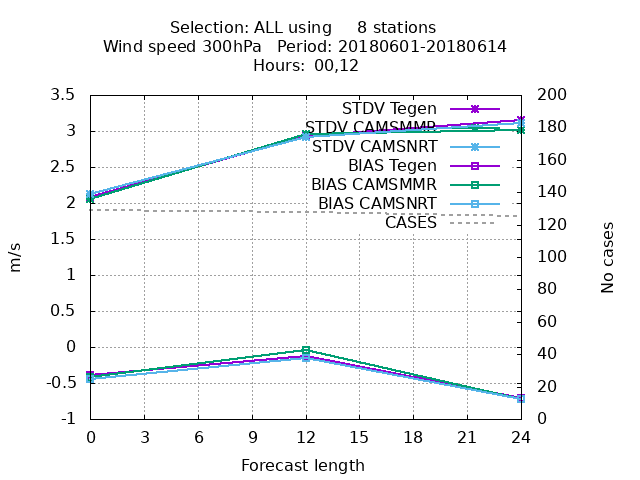 Selection: ALL using     8 stations
Wind speed 300hPa   Period: 20180601-20180614
Hours:  00,12
3.5
3
2.5
2
1.5
1
0.5
0
-0.5
-1
m/s
200
180
160
140
120
100
80
60
40
20
0
No cases
STDV Tegen
STDV CAMSMMR
STDV CAMSNRT
BIAS Tegen
BIAS CAMSMMR
BIAS CAMSNRT
CASES
0 3 6 9 12 15 18 21 24
Forecast length